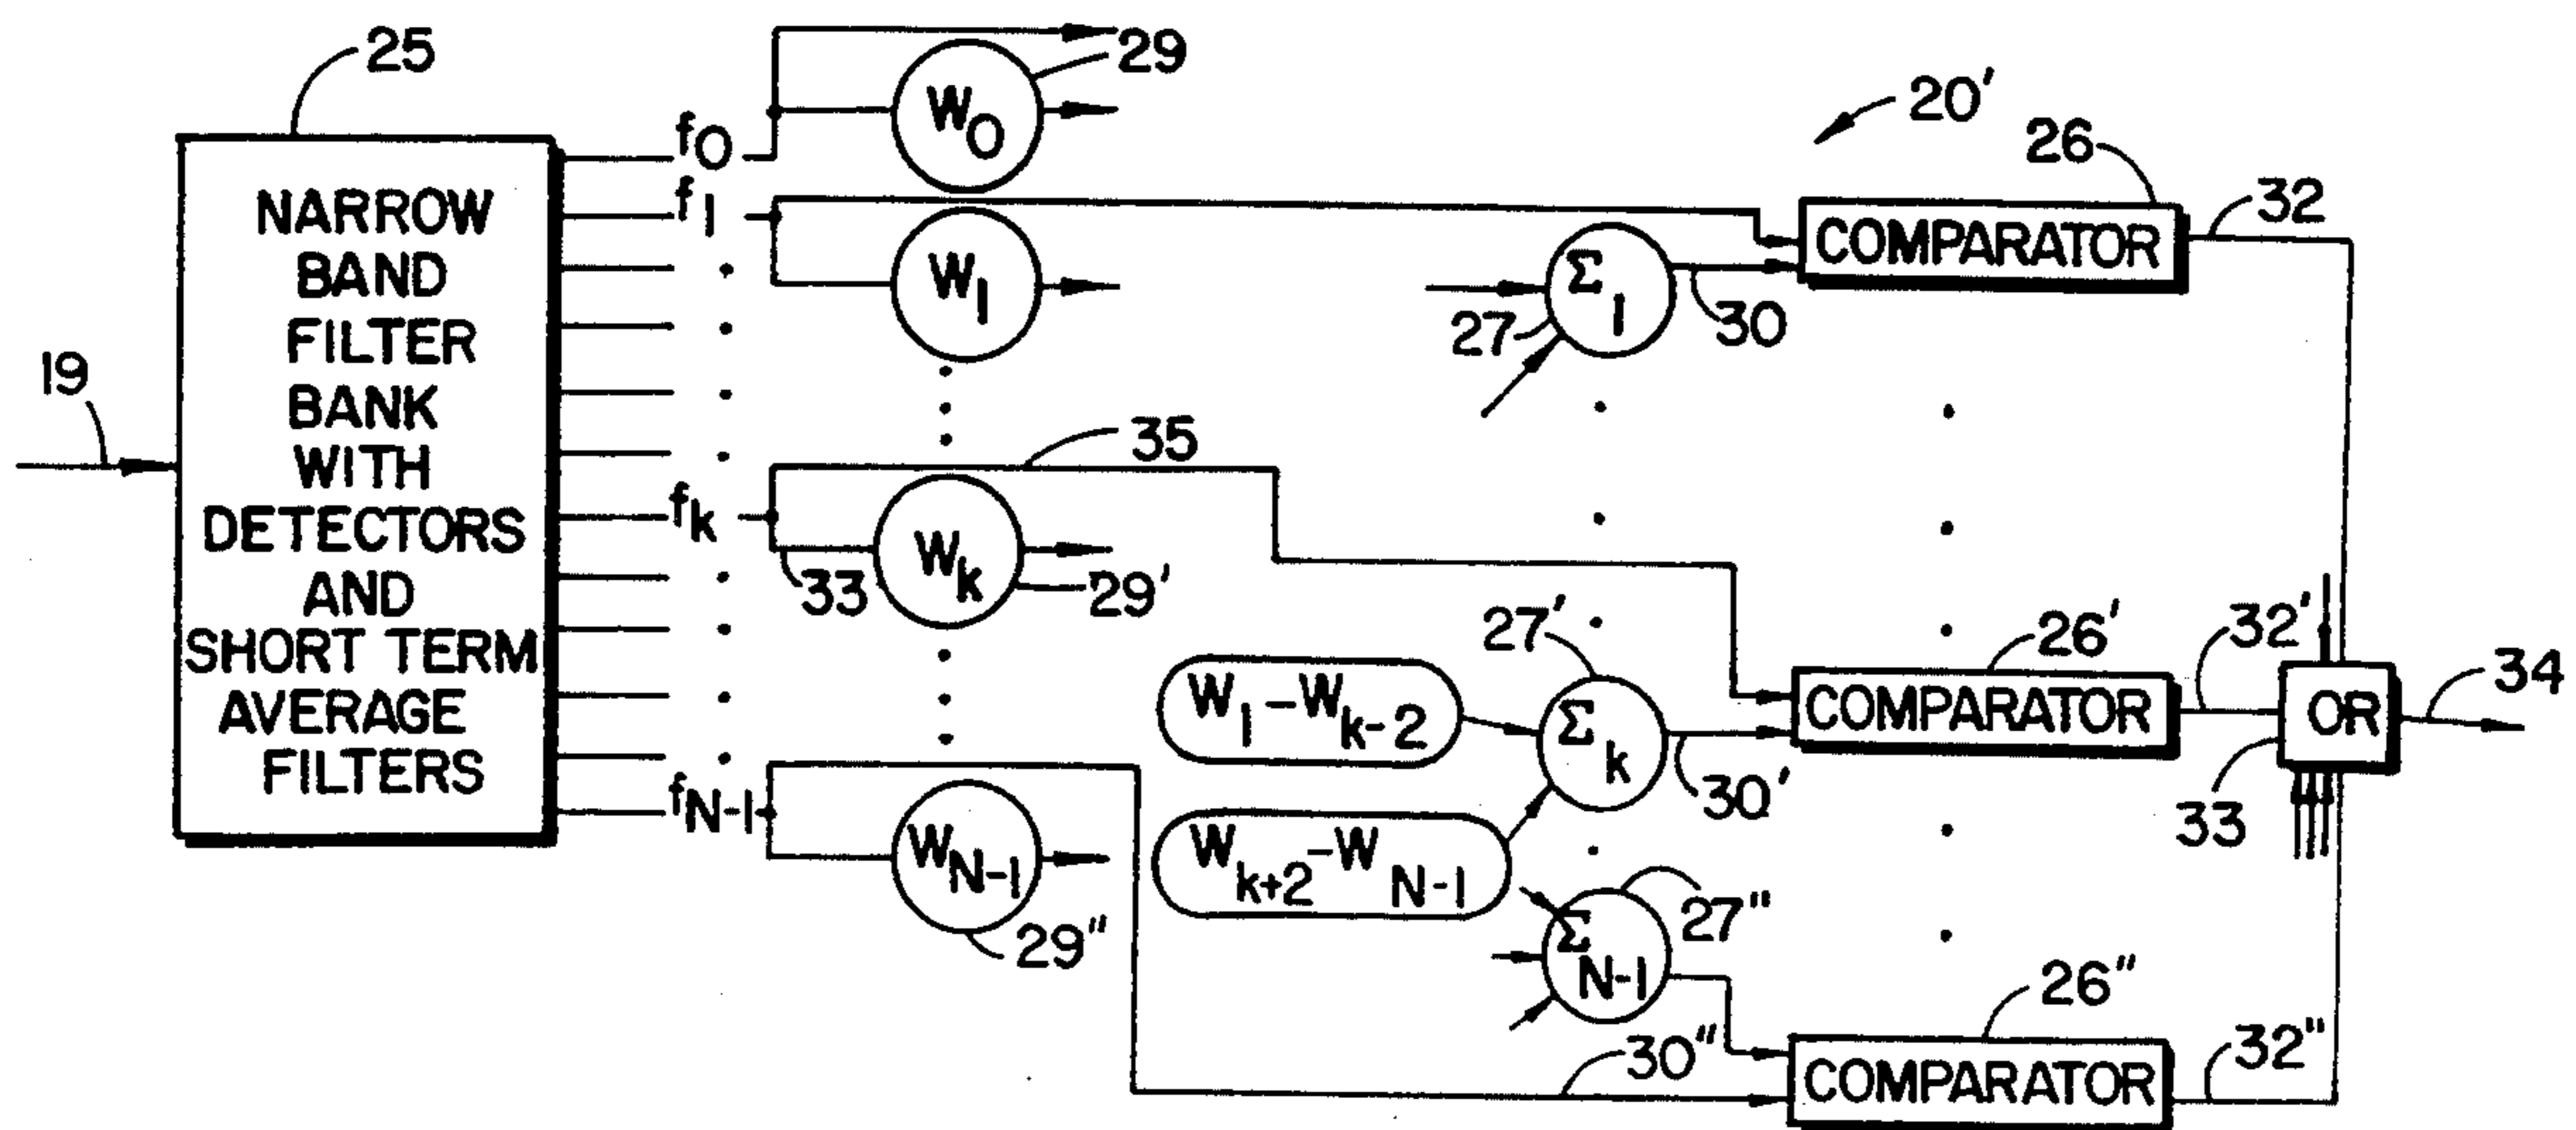 25
NARROW
BAND
FILTER
BANK
WITH
DETECTORS
AND
SHORT TERM
AVERAGE
FILTERS
19
f0
f1
fk
fN-1
W0
29
W1
35
33
Wk
29'
WN-1
29"
20'
26
COMPARATOR
32
Σ1
27
30
W1-Wk-2
Wk+2-WN-1
27'
Σk
30'
26'
COMPARATOR
32'
OR
33
34
ΣN-1
27"
30"
26"
COMPARATOR
32"